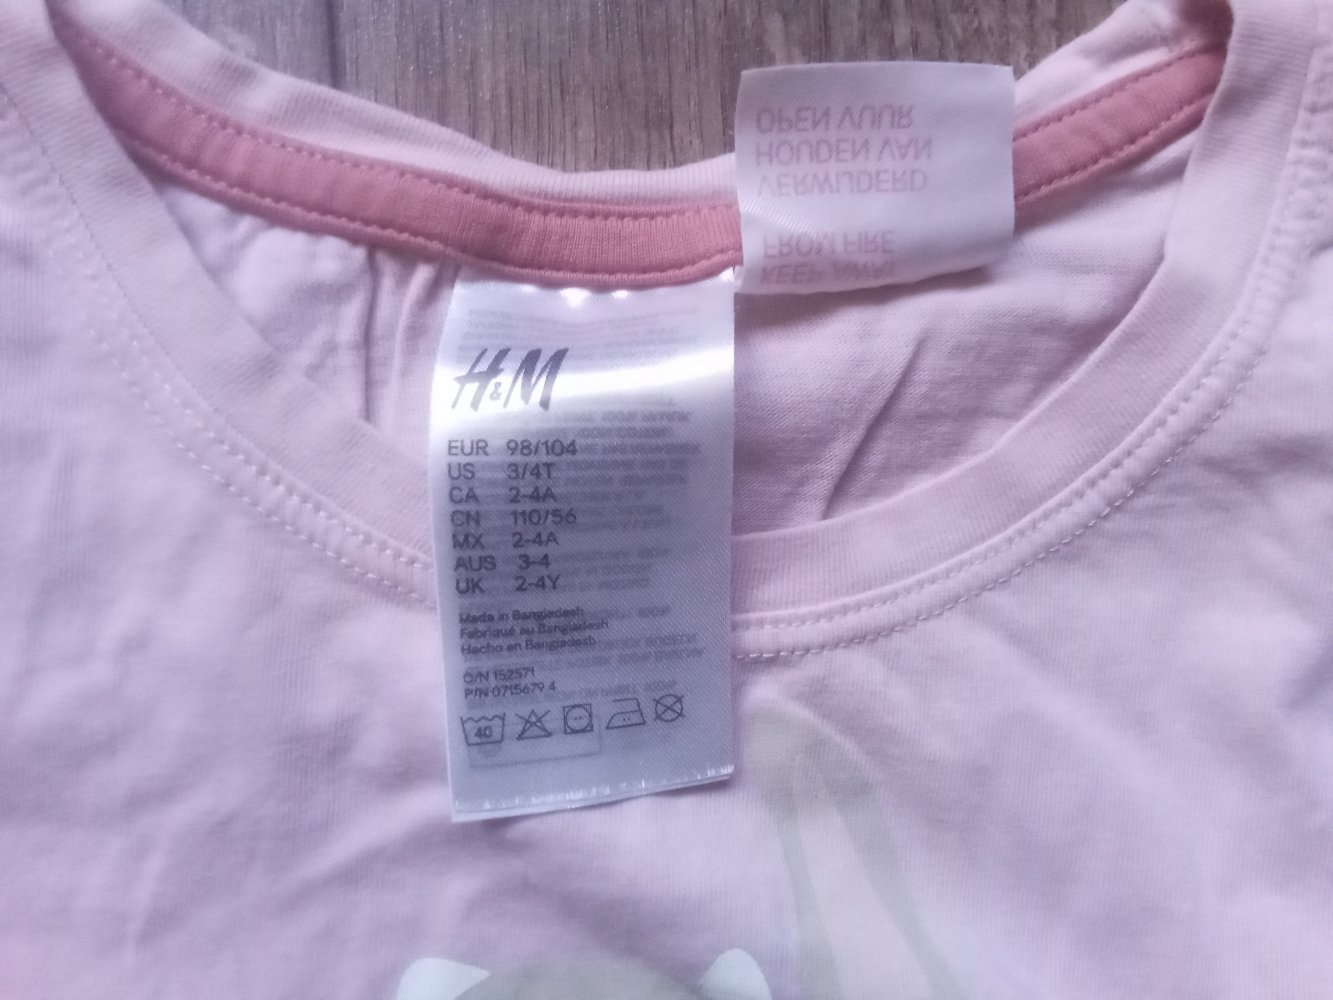 KEEP AWAY
FROM FIRE
VERWIJDERD
HOUDEN VAN
OPEN VUUR
H&M
EUR 98/104
US 3/4T
CA 2-4A
CN 110/56
MX 2-4A
AUS 3-4
UK 2-4Y
Made in Bangladesh
Fabriqué au Bangladesh
Hecho en Bangladesh
O/N 152571
P/N 0715679 4
40